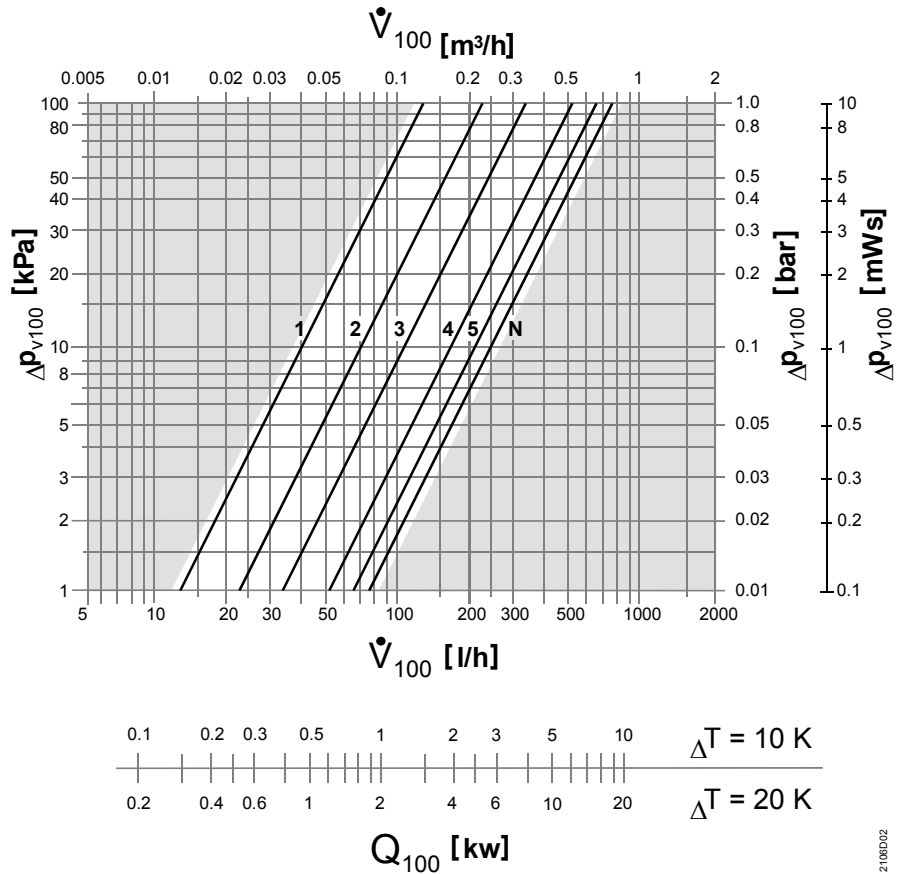 V̇100 [m³/h]
0.005 0.01 0.02 0.03 0.05 0.1 0.2 0.3 0.5 1 2
100 1.0 10
80 0.8 8
50 0.5 5
40 0.4 4
30 0.3 3
20 0.2 2
1 2 3 4 5 N
10 0.1 1
8
5 0.05 0.5
3 0.03 0.3
2 0.02 0.2
1 0.01 0.1
Δpv100 [kPa]
Δpv100 [bar]
Δpv100 [mWs]
5 10 20 30 50 100 200 300 500 1000 2000
V̇100 [l/h]
0.1 0.2 0.3 0.5 1 2 3 5 10 ΔT = 10 K
0.2 0.4 0.6 1 2 4 6 10 20 ΔT = 20 K
Q100 [kw]
2106D02